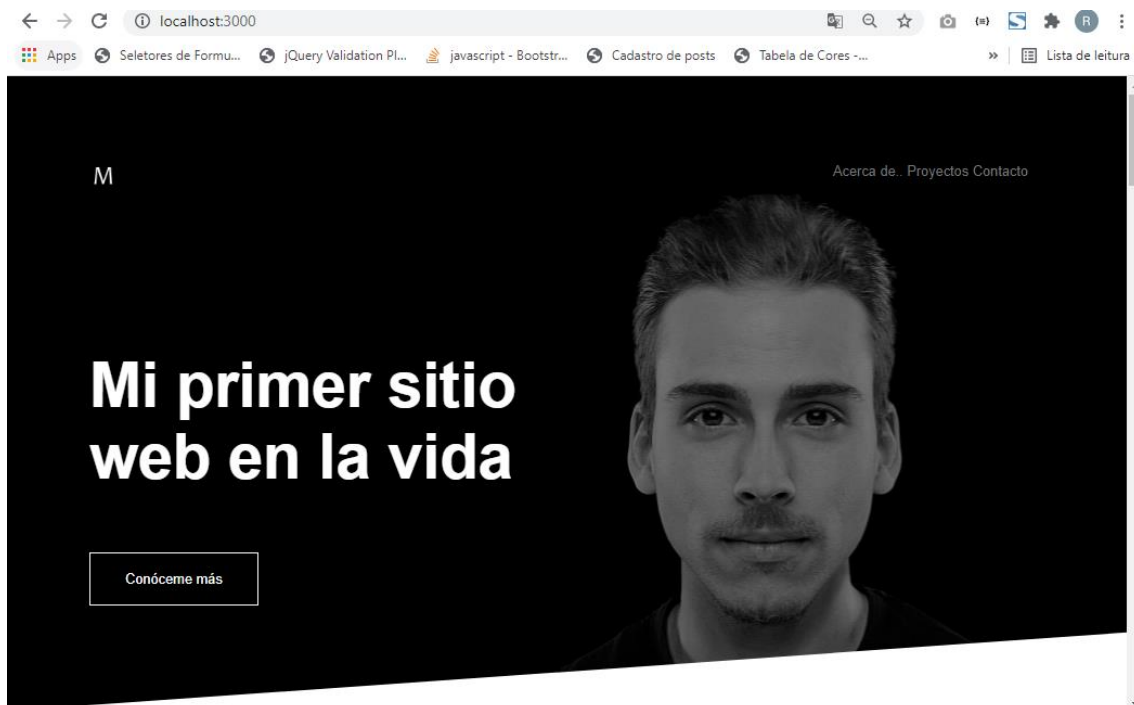 localhost:3000
Apps Seletores de Formu... jQuery Validation Pl... javascript - Bootstr... Cadastro de posts Tabela de Cores -... » Lista de leitura
R
M
Acerca de.. Proyectos Contacto
Mi primer sitio
web en la vida
Conóceme más